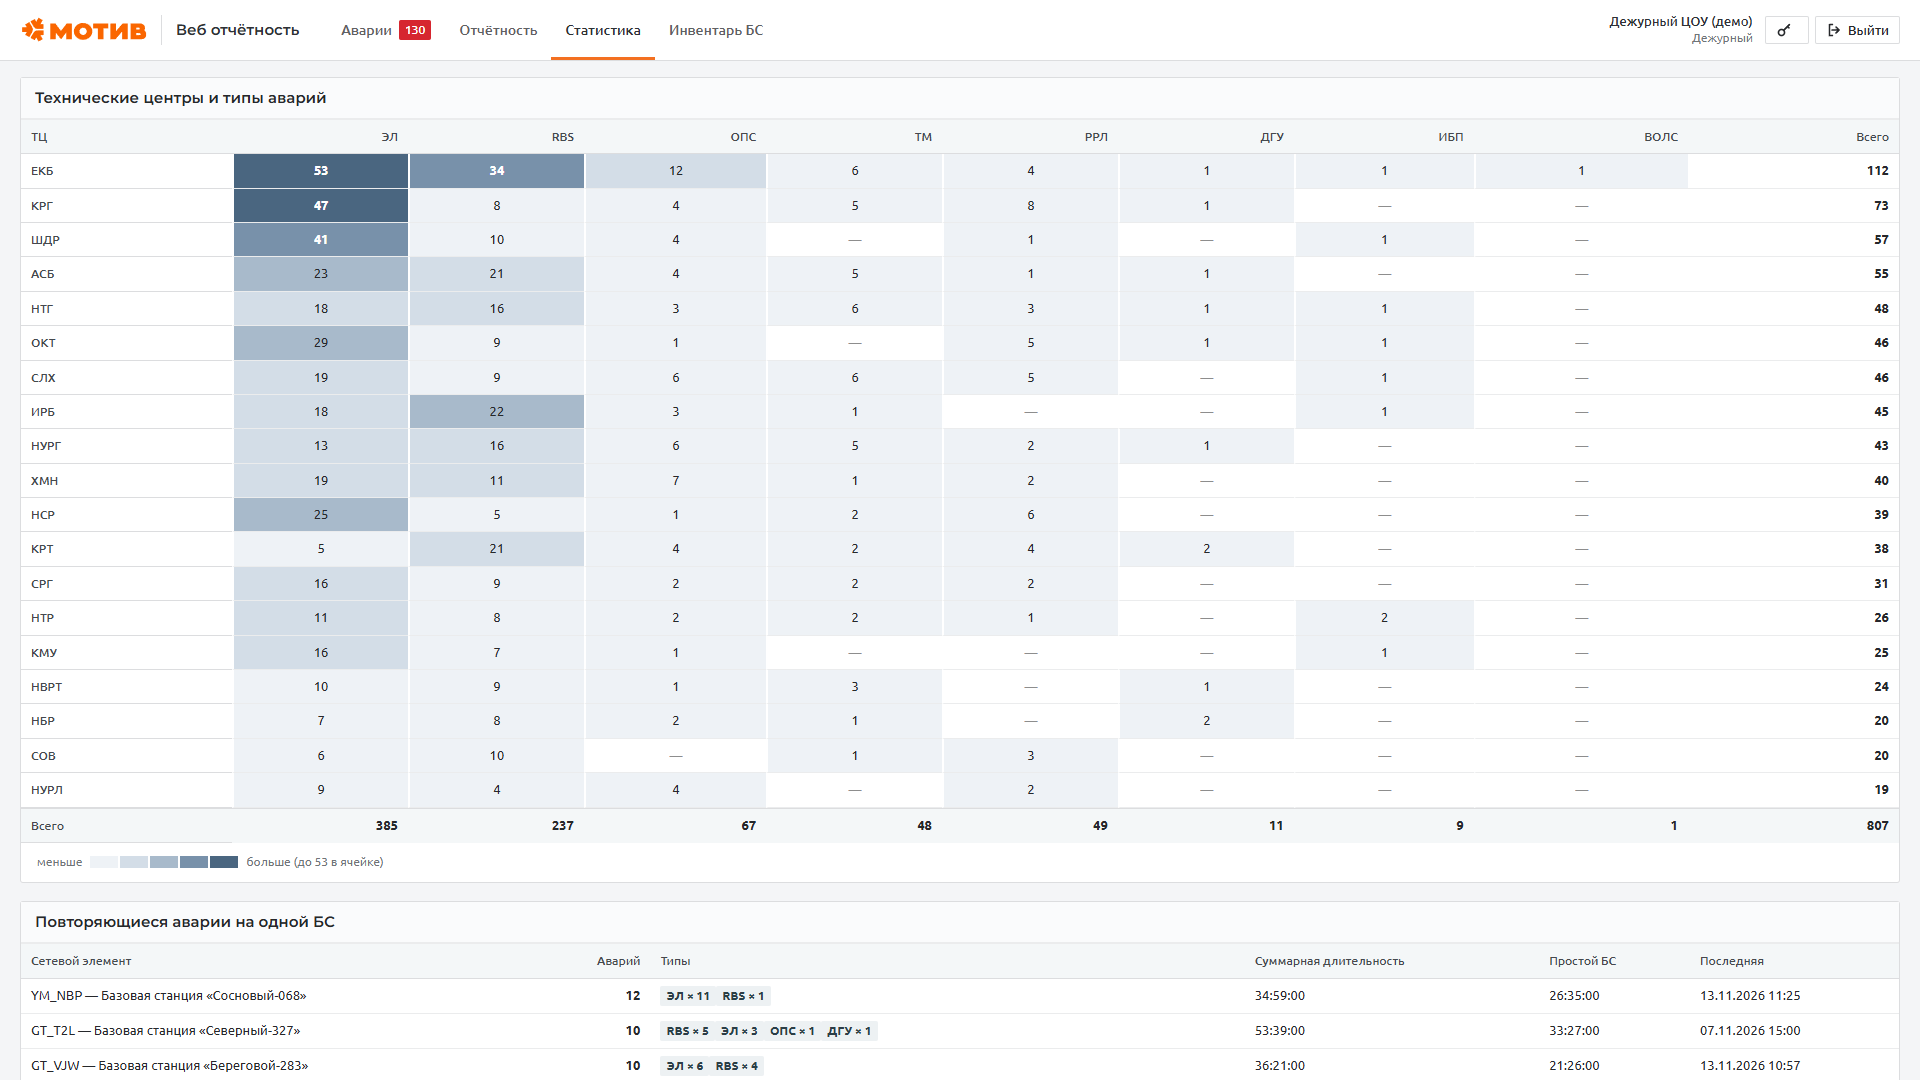 МОТИВ Веб отчётность Аварии 130 Отчётность Статистика Инвентарь БС Дежурный ЦОУ (демо) Дежурный Выйти
Технические центры и типы аварий
ТЦ ЭЛ RBS ОПС ТМ РРЛ ДГУ ИБП ВОЛС Всего
ЕКБ 53 34 12 6 4 1 1 1 112
КРГ 47 8 4 5 8 1 — — 73
ШДР 41 10 4 — 1 — 1 — 57
АСБ 23 21 4 5 1 1 — — 55
НТГ 18 16 3 6 3 1 1 — 48
ОКТ 29 9 1 — 5 1 1 — 46
СЛХ 19 9 6 6 5 — 1 — 46
ИРБ 18 22 3 1 — — 1 — 45
НУРГ 13 16 6 5 2 1 — — 43
ХМН 19 11 7 1 2 — — — 40
НСР 25 5 1 2 6 — — — 39
КРТ 5 21 4 2 4 2 — — 38
СРГ 16 9 2 2 2 — — — 31
НТР 11 8 2 2 1 — 2 — 26
КМУ 16 7 1 — — — 1 — 25
НВРТ 10 9 1 3 — 1 — — 24
НБР 7 8 2 1 — 2 — — 20
СОВ 6 10 — 1 3 — — — 20
НУРЛ 9 4 4 — 2 — — — 19
Всего 385 237 67 48 49 11 9 1 807
меньше больше (до 53 в ячейке)
Повторяющиеся аварии на одной БС
Сетевой элемент Аварий Типы Суммарная длительность Простой БС Последняя
YM_NBP — Базовая станция «Сосновый-068» 12 ЭЛ × 11 RBS × 1 34:59:00 26:35:00 13.11.2026 11:25
GT_T2L — Базовая станция «Северный-327» 10 RBS × 5 ЭЛ × 3 ОПС × 1 ДГУ × 1 53:39:00 33:27:00 07.11.2026 15:00
GT_VJW — Базовая станция «Береговой-283» 10 ЭЛ × 6 RBS × 4 36:21:00 21:26:00 13.11.2026 10:57